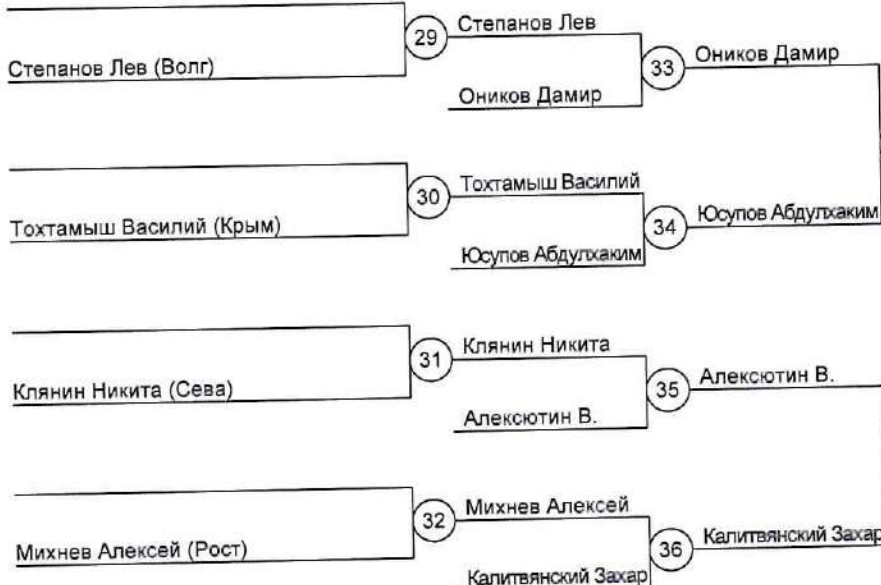 29 Степанов Лев
Степанов Лев (Волг)
33 Оников Дамир
Оников Дамир
30 Тохтамыш Василий
Тохтамыш Василий (Крым)
34 Юсупов Абдулхаким
Юсупов Абдулхаким
31 Клянин Никита
Клянин Никита (Сева)
35 Алексютин В.
Алексютин В.
32 Михнев Алексей
Михнев Алексей (Рост)
36 Калитвянский Захар
Калитвянский Захар